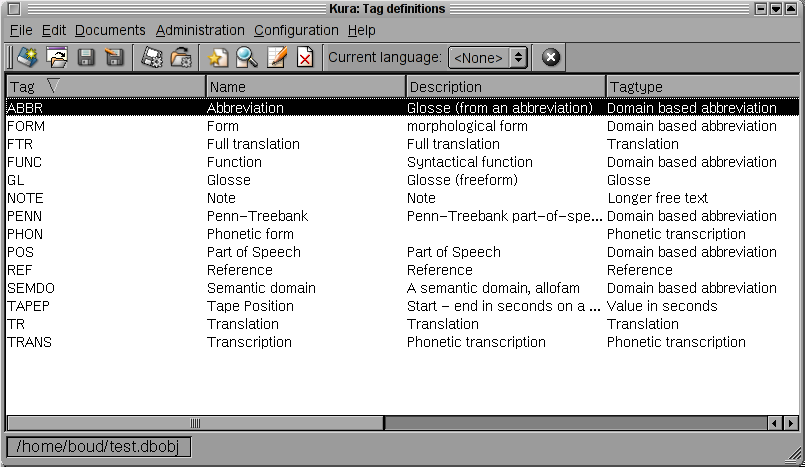 Kura: Tag definitions
File Edit Documents Administration Configuration Help
Current language: <None>
Tag Name Description Tagtype
ABBR Abbreviation Glosse (from an abbreviation) Domain based abbreviation
FORM Form morphological form Domain based abbreviation
FTR Full translation Full translation Translation
FUNC Function Syntactical function Domain based abbreviation
GL Glosse Glosse (freeform) Glosse
NOTE Note Note Longer free text
PENN Penn-Treebank Penn-Treebank part-of-spe... Domain based abbreviation
PHON Phonetic form Phonetic transcription
POS Part of Speech Part of Speech Domain based abbreviation
REF Reference Reference Reference
SEMDO Semantic domain A semantic domain, allofam Domain based abbreviation
TAPEP Tape Position Start - end in seconds on a ... Value in seconds
TR Translation Translation Translation
TRANS Transcription Phonetic transcription Phonetic transcription
/home/boud/test.dbobj